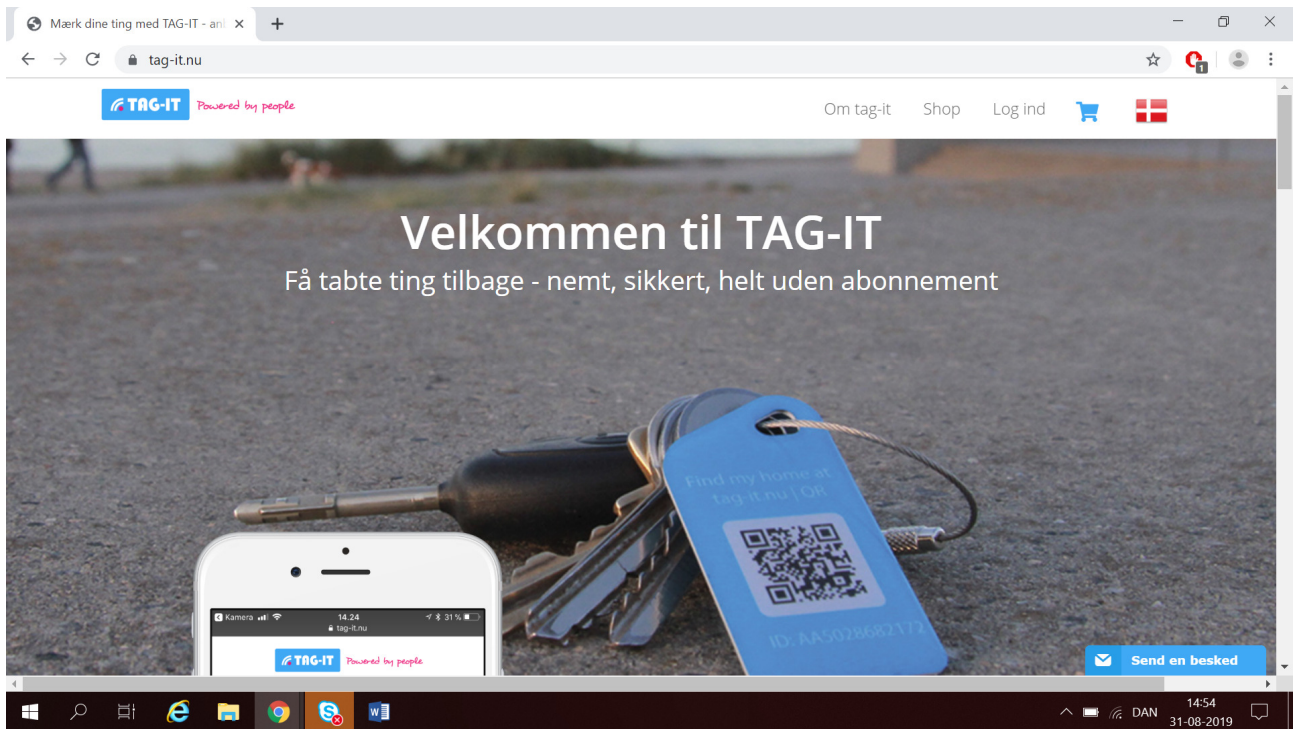 Mærk dine ting med TAG-IT - an
tag-it.nu
1
TAG-IT Powered by people
Om tag-it Shop Log ind
Velkommen til TAG-IT
Få tabte ting tilbage - nemt, sikkert, helt uden abonnement
Find my home at
tag-it.nu | OR
ID: AA5028682172
Kamera 14.24 31 %
tag-it.nu
TAG-IT Powered by people
Send en besked
DAN 14:54
31-08-2019